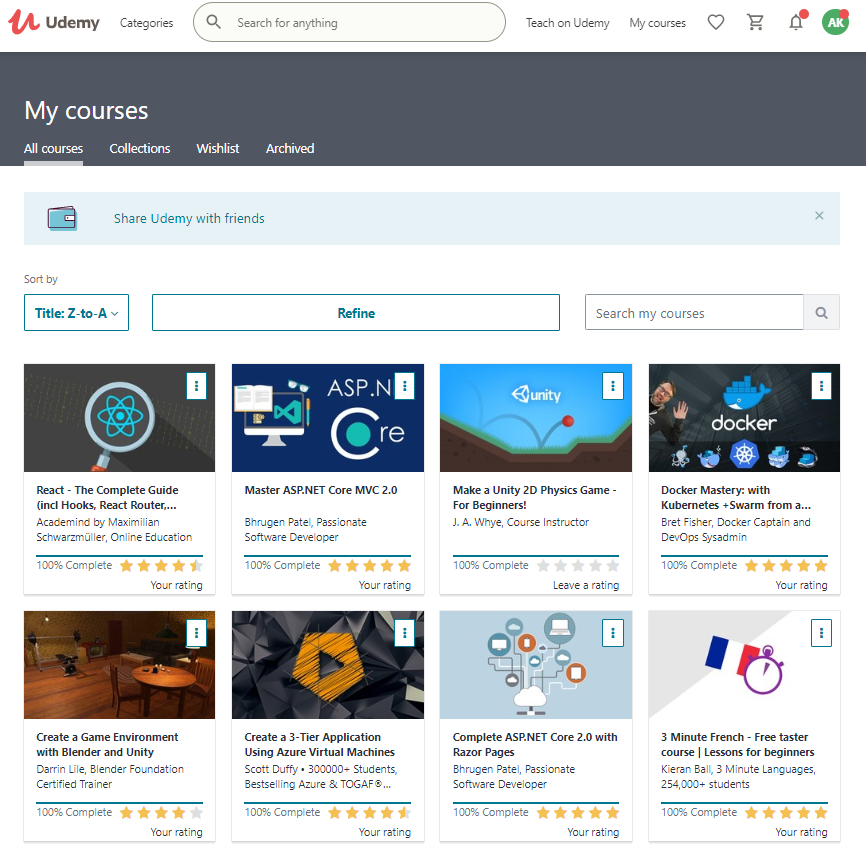 Udemy
Categories
Search for anything
Teach on Udemy
My courses
AK
My courses
All courses
Collections
Wishlist
Archived
Share Udemy with friends
×
Sort by
Title: Z-to-A
Refine
Search my courses
ASP.N
Core
unity
docker
React - The Complete Guide
(incl Hooks, React Router,...
Academind by Maximilian
Schwarzmüller, Online Education
100% Complete
Your rating
Master ASP.NET Core MVC 2.0
Bhrugen Patel, Passionate
Software Developer
100% Complete
Your rating
Make a Unity 2D Physics Game -
For Beginners!
J. A. Whye, Course Instructor
100% Complete
Leave a rating
Docker Mastery: with
Kubernetes +Swarm from a...
Bret Fisher, Docker Captain and
DevOps Sysadmin
100% Complete
Your rating
Create a Game Environment
with Blender and Unity
Darrin Lile, Blender Foundation
Certified Trainer
100% Complete
Your rating
Create a 3-Tier Application
Using Azure Virtual Machines
Scott Duffy • 300000+ Students,
Bestselling Azure & TOGAF®...
100% Complete
Your rating
Complete ASP.NET Core 2.0 with
Razor Pages
Bhrugen Patel, Passionate
Software Developer
100% Complete
Your rating
3 Minute French - Free taster
course | Lessons for beginners
Kieran Ball, 3 Minute Languages,
254,000+ students
100% Complete
Your rating